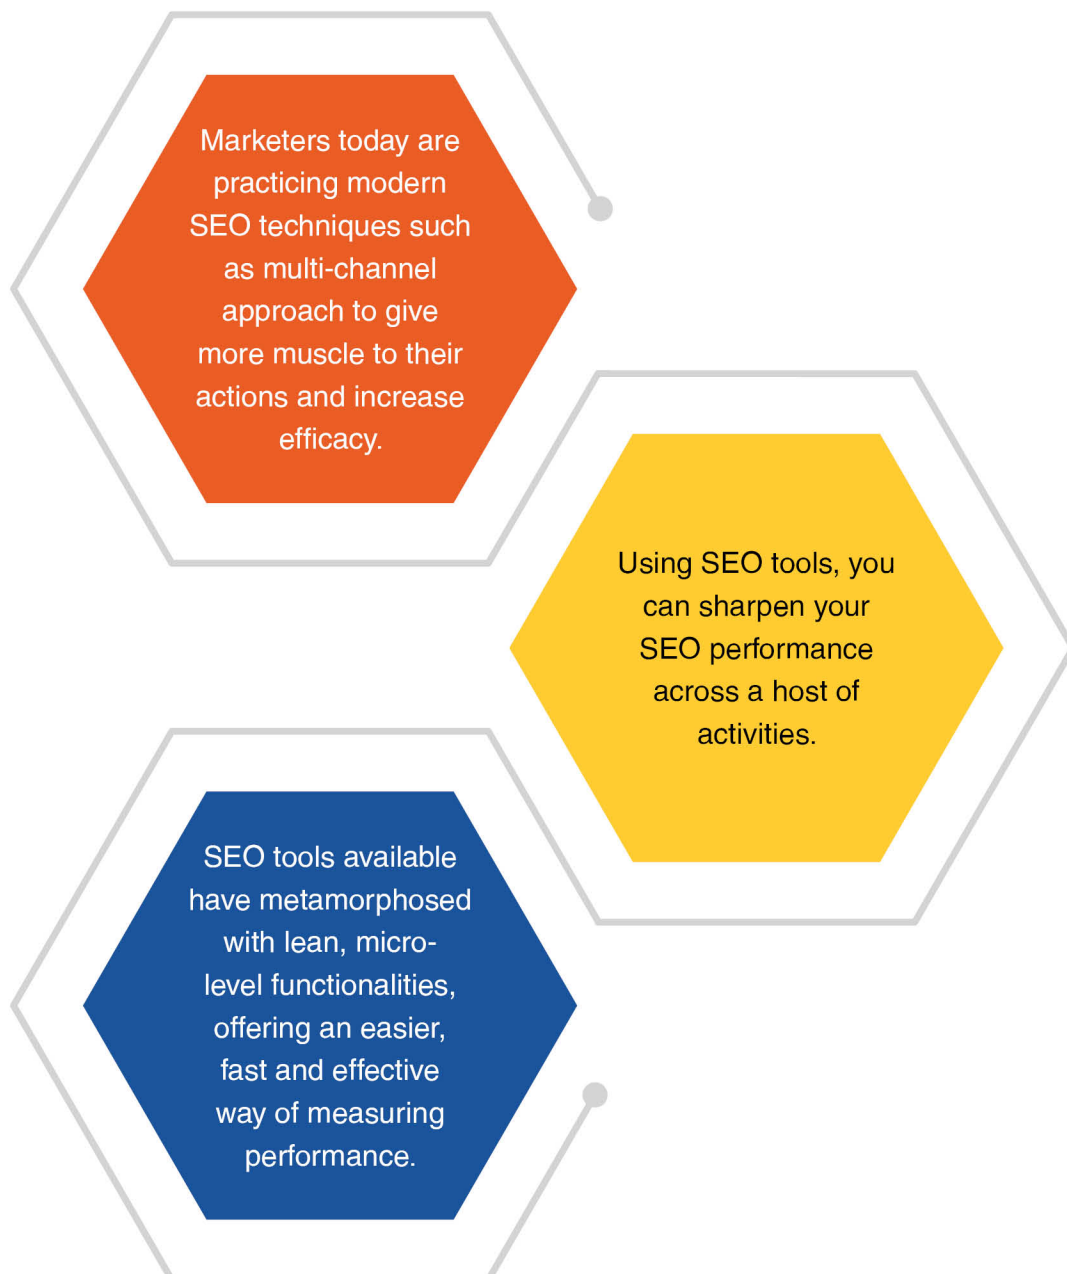 Marketers today are
practicing modern
SEO techniques such
as multi-channel
approach to give
more muscle to their
actions and increase
efficacy.
Using SEO tools, you
can sharpen your
SEO performance
across a host of
activities.
SEO tools available
have metamorphosed
with lean, micro-
level functionalities,
offering an easier,
fast and effective
way of measuring
performance.